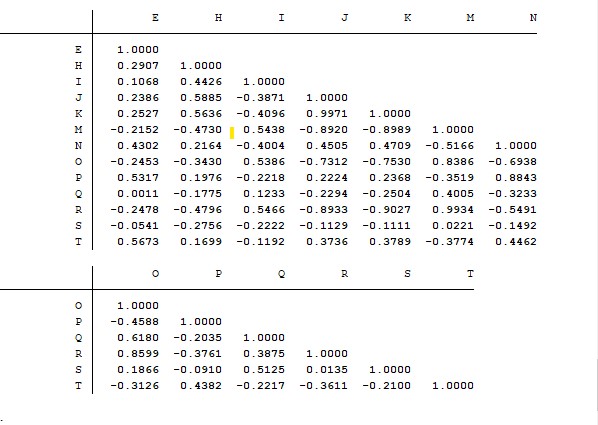 E H I J K M N
E 1.0000
H 0.2907 1.0000
I 0.1068 0.4426 1.0000
J 0.2386 0.5885 -0.3871 1.0000
K 0.2527 0.5636 -0.4096 0.9971 1.0000
M -0.2152 -0.4730 0.5438 -0.8920 -0.8989 1.0000
N 0.4302 0.2164 -0.4004 0.4505 0.4709 -0.5166 1.0000
O -0.2453 -0.3430 0.5386 -0.7312 -0.7530 0.8386 -0.6938
P 0.5317 0.1976 -0.2218 0.2224 0.2368 -0.3519 0.8843
Q 0.0011 -0.1775 0.1233 -0.2294 -0.2504 0.4005 -0.3233
R -0.2478 -0.4796 0.5466 -0.8933 -0.9027 0.9934 -0.5491
S -0.0541 -0.2756 -0.2222 -0.1129 -0.1111 0.0221 -0.1492
T 0.5673 0.1699 -0.1192 0.3736 0.3789 -0.3774 0.4462
O P Q R S T
O 1.0000
P -0.4588 1.0000
Q 0.6180 -0.2035 1.0000
R 0.8599 -0.3761 0.3875 1.0000
S 0.1866 -0.0910 0.5125 0.0135 1.0000
T -0.3126 0.4382 -0.2217 -0.3611 -0.2100 1.0000
.